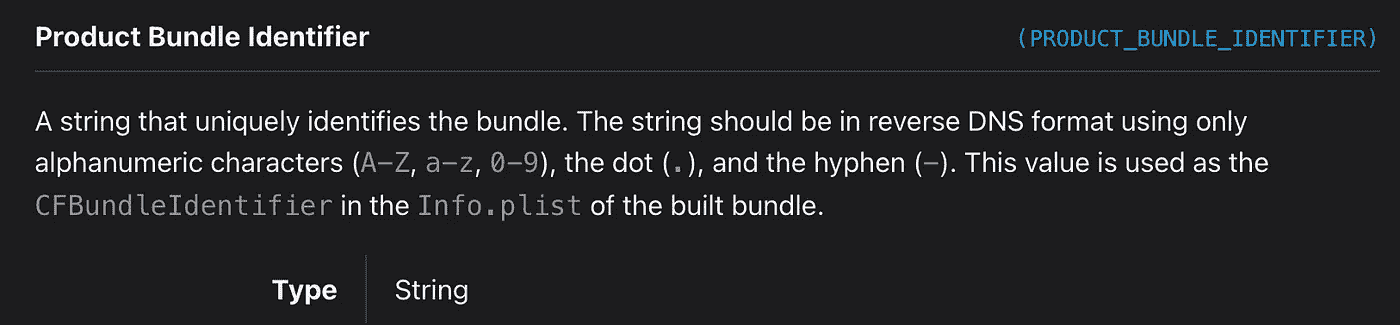 Product Bundle Identifier (PRODUCT_BUNDLE_IDENTIFIER)
A string that uniquely identifies the bundle. The string should be in reverse DNS format using only
alphanumeric characters (A–Z, a–z, 0–9), the dot (.), and the hyphen (–). This value is used as the
CFBundleIdentifier in the Info.plist of the built bundle.
Type String